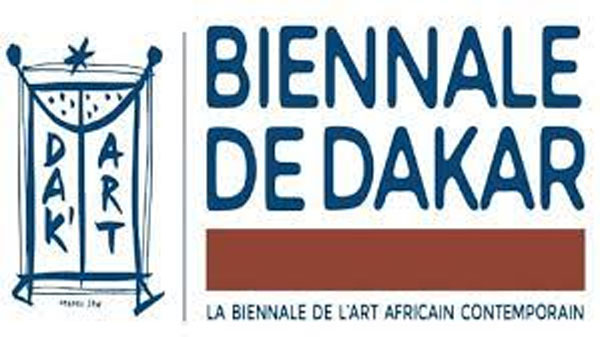 DAK'
ART
BIENNALE
DE DAKAR
LA BIENNALE DE L'ART AFRICAIN CONTEMPORAIN